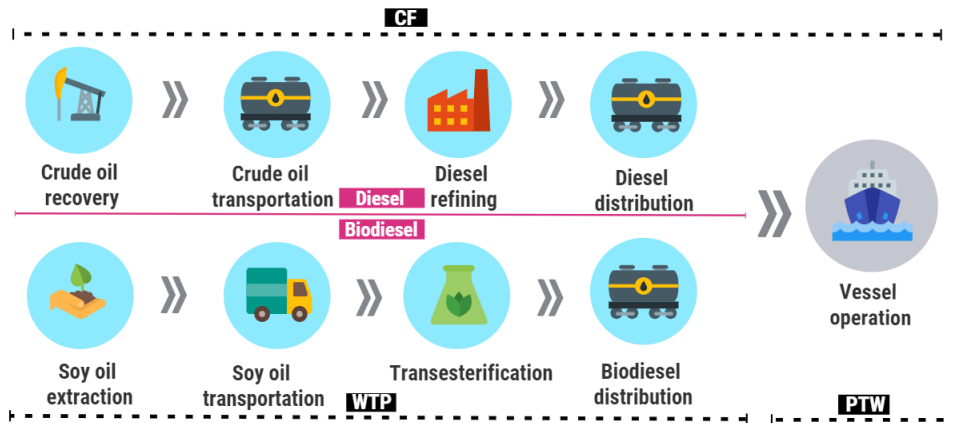 CF
Crude oil
recovery
Crude oil
transportation
Diesel
refining
Diesel
distribution
Diesel
Biodiesel
Vessel
operation
Soy oil
extraction
Soy oil
transportation
Transesterification
Biodiesel
distribution
WTP
PTW